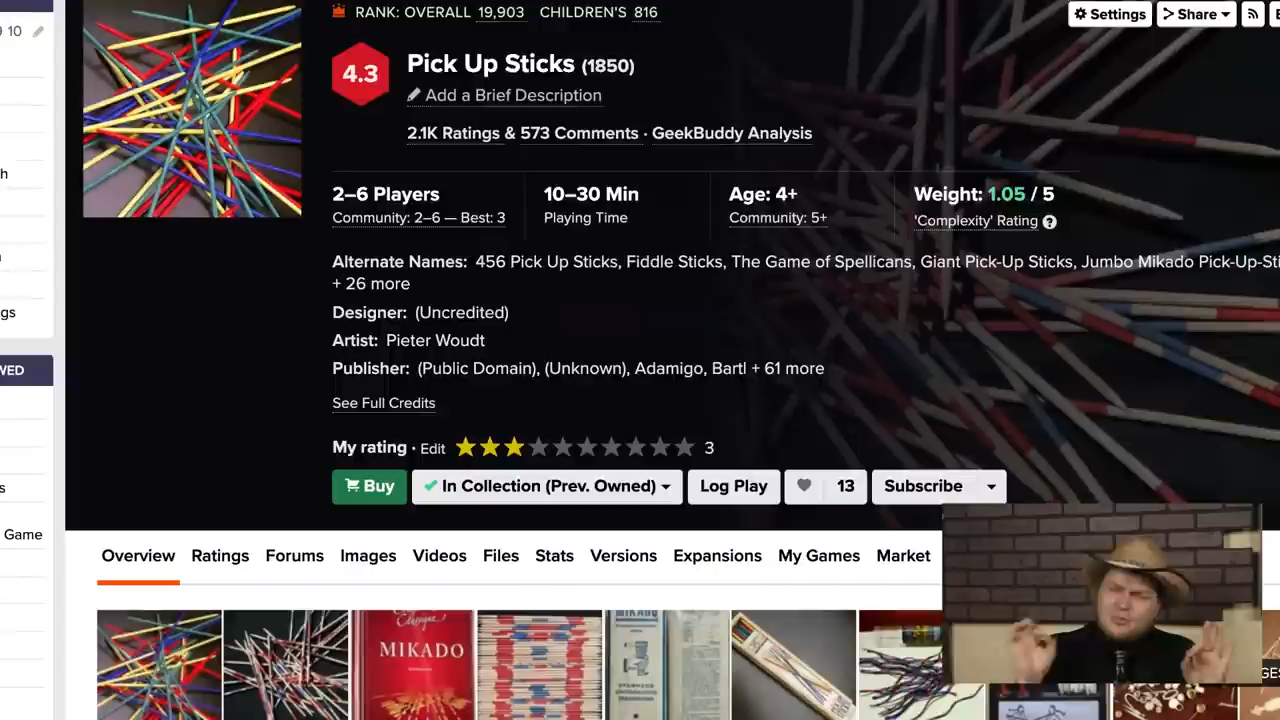 RANK: OVERALL 19,903 CHILDREN'S 816
Settings
Share
9 10
4.3
Pick Up Sticks (1850)
Add a Brief Description
2.1K Ratings & 573 Comments · GeekBuddy Analysis
h
2–6 Players
10–30 Min
Age: 4+
Weight: 1.05 / 5
Community: 2–6 — Best: 3
Playing Time
Community: 5+
'Complexity' Rating ?
Alternate Names: 456 Pick Up Sticks, Fiddle Sticks, The Game of Spellicans, Giant Pick-Up Sticks, Jumbo Mikado Pick-Up-Sti
+ 26 more
gs
Designer: (Uncredited)
Artist: Pieter Woudt
WED
Publisher: (Public Domain), (Unknown), Adamigo, Bartl + 61 more
See Full Credits
My rating · Edit 3
s
Buy
In Collection (Prev. Owned)
Log Play
13
Subscribe
Game
Overview Ratings Forums Images Videos Files Stats Versions Expansions My Games Market
MIKADO
MIKADO
GES